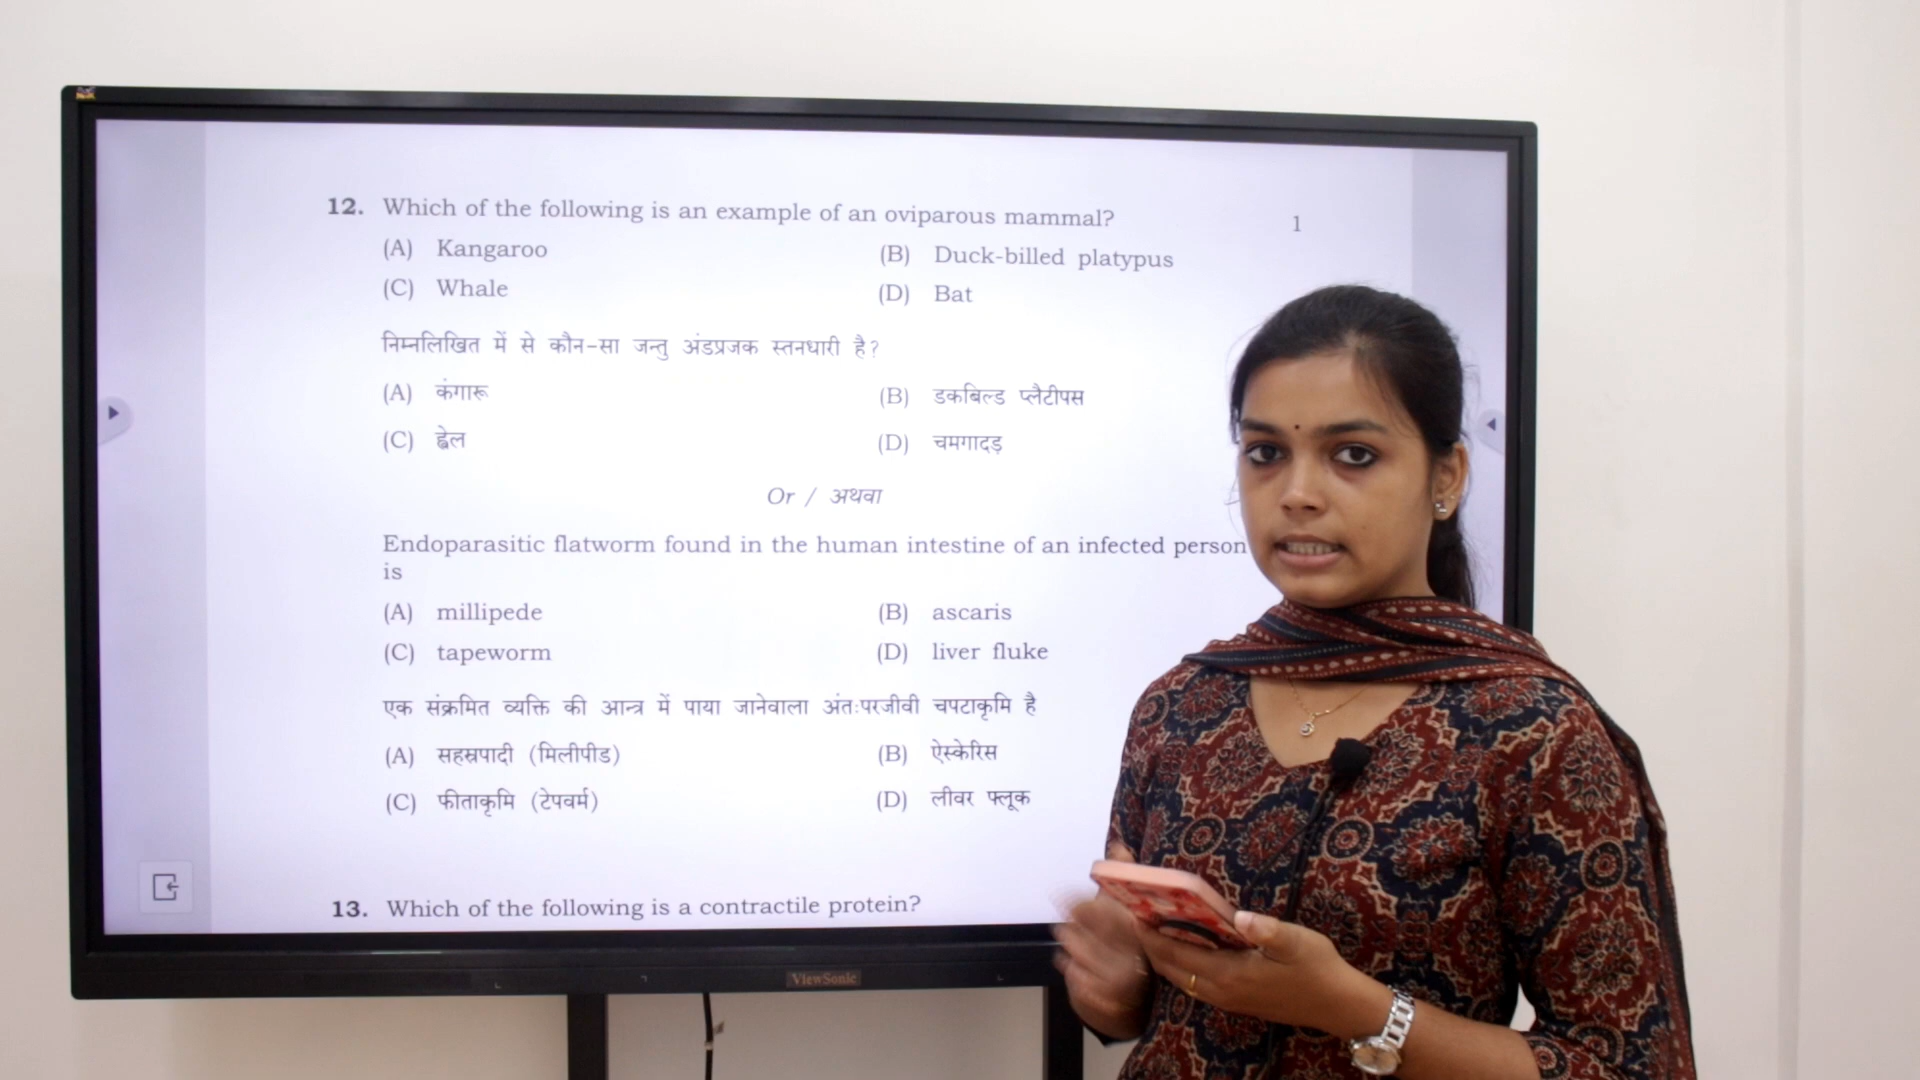 12. Which of the following is an example of an oviparous mammal? 1
(A) Kangaroo (B) Duck-billed platypus
(C) Whale (D) Bat
निम्नलिखित में से कौन-सा जन्तु अंडप्रजक स्तनधारी है?
(A) कंगारू (B) डकबिल्ड प्लैटीपस
(C) ह्वेल (D) चमगादड़
Or / अथवा
Endoparasitic flatworm found in the human intestine of an infected person
is
(A) millipede (B) ascaris
(C) tapeworm (D) liver fluke
एक संक्रमित व्यक्ति की आन्त्र में पाया जानेवाला अंतःपरजीवी चपटाकृमि है
(A) सहस्रपादी (मिलीपीड) (B) ऐस्केरिस
(C) फीताकृमि (टेपवर्म) (D) लीवर फ्लूक
13. Which of the following is a contractile protein?
ViewSonic